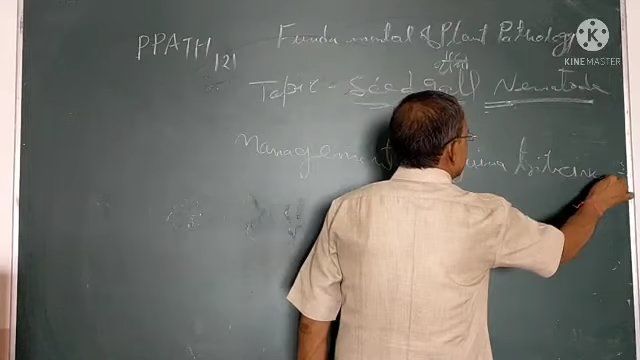 KINEMASTER
PPATH 121
Fundamental of Plant Pathology
Topic - Seed gall Nematode
Management